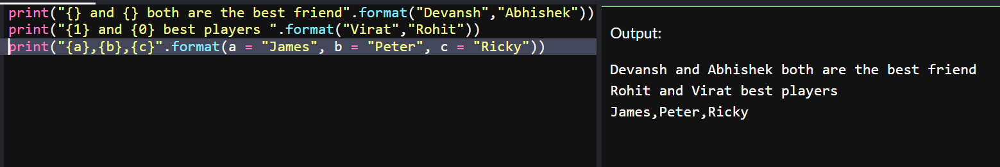 print("{} and {} both are the best friend".format("Devansh","Abhishek"))
print("{1} and {0} best players ".format("Virat","Rohit"))
print("{a},{b},{c}".format(a = "James", b = "Peter", c = "Ricky"))
Output:
Devansh and Abhishek both are the best friend
Rohit and Virat best players
James,Peter,Ricky